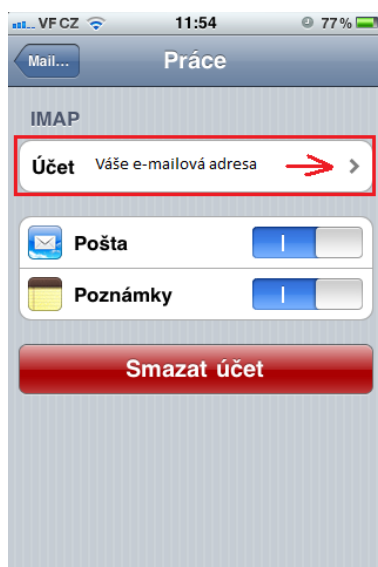 VF CZ 11:54 77 %
Mail... Práce
IMAP
Účet Váše e-mailová adresa
Pošta
Poznámky
Smazat účet